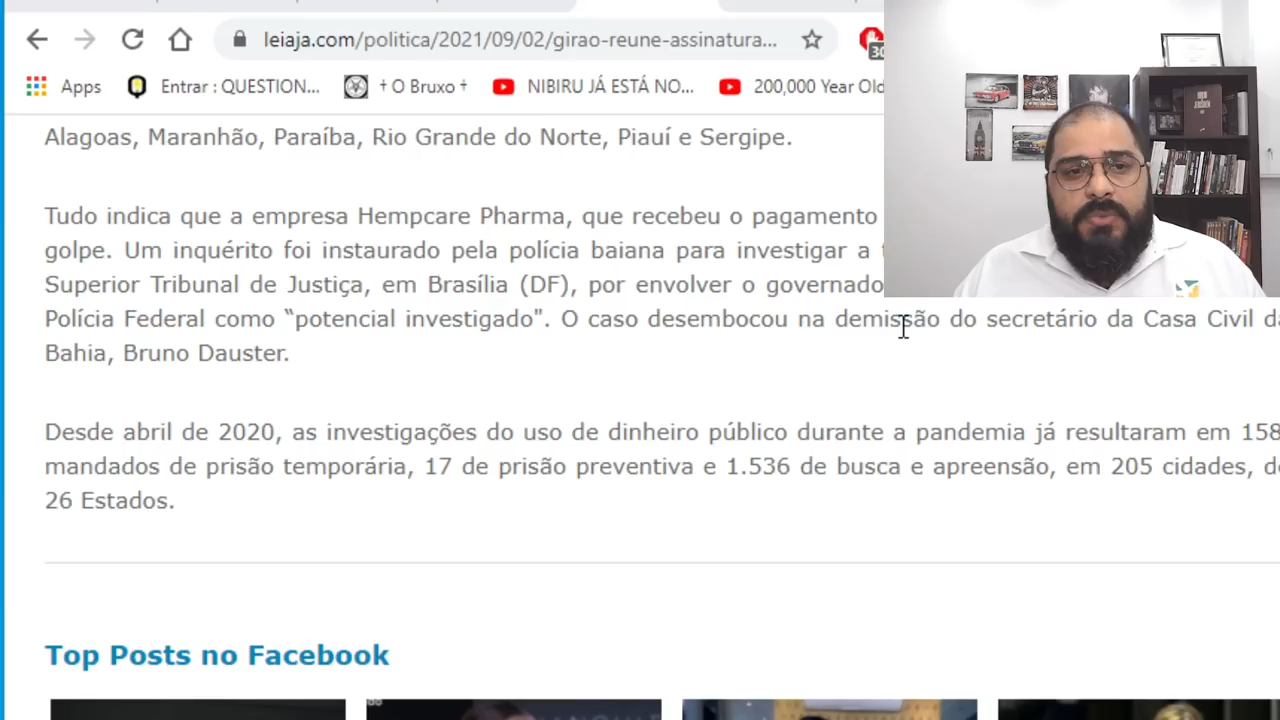 leiaja.com/politica/2021/09/02/girao-reune-assinatura...
30
Apps
Entrar : QUESTION...
† O Bruxo †
NIBIRU JÁ ESTÁ NO...
200,000 Year Old
Alagoas, Maranhão, Paraíba, Rio Grande do Norte, Piauí e Sergipe.
Tudo indica que a empresa Hempcare Pharma, que recebeu o pagamento
golpe. Um inquérito foi instaurado pela polícia baiana para investigar a
Superior Tribunal de Justiça, em Brasília (DF), por envolver o governado
Polícia Federal como “potencial investigado". O caso desembocou na demissão do secretário da Casa Civil da
Bahia, Bruno Dauster.
Desde abril de 2020, as investigações do uso de dinheiro público durante a pandemia já resultaram em 158
mandados de prisão temporária, 17 de prisão preventiva e 1.536 de busca e apreensão, em 205 cidades, de
26 Estados.
Top Posts no Facebook